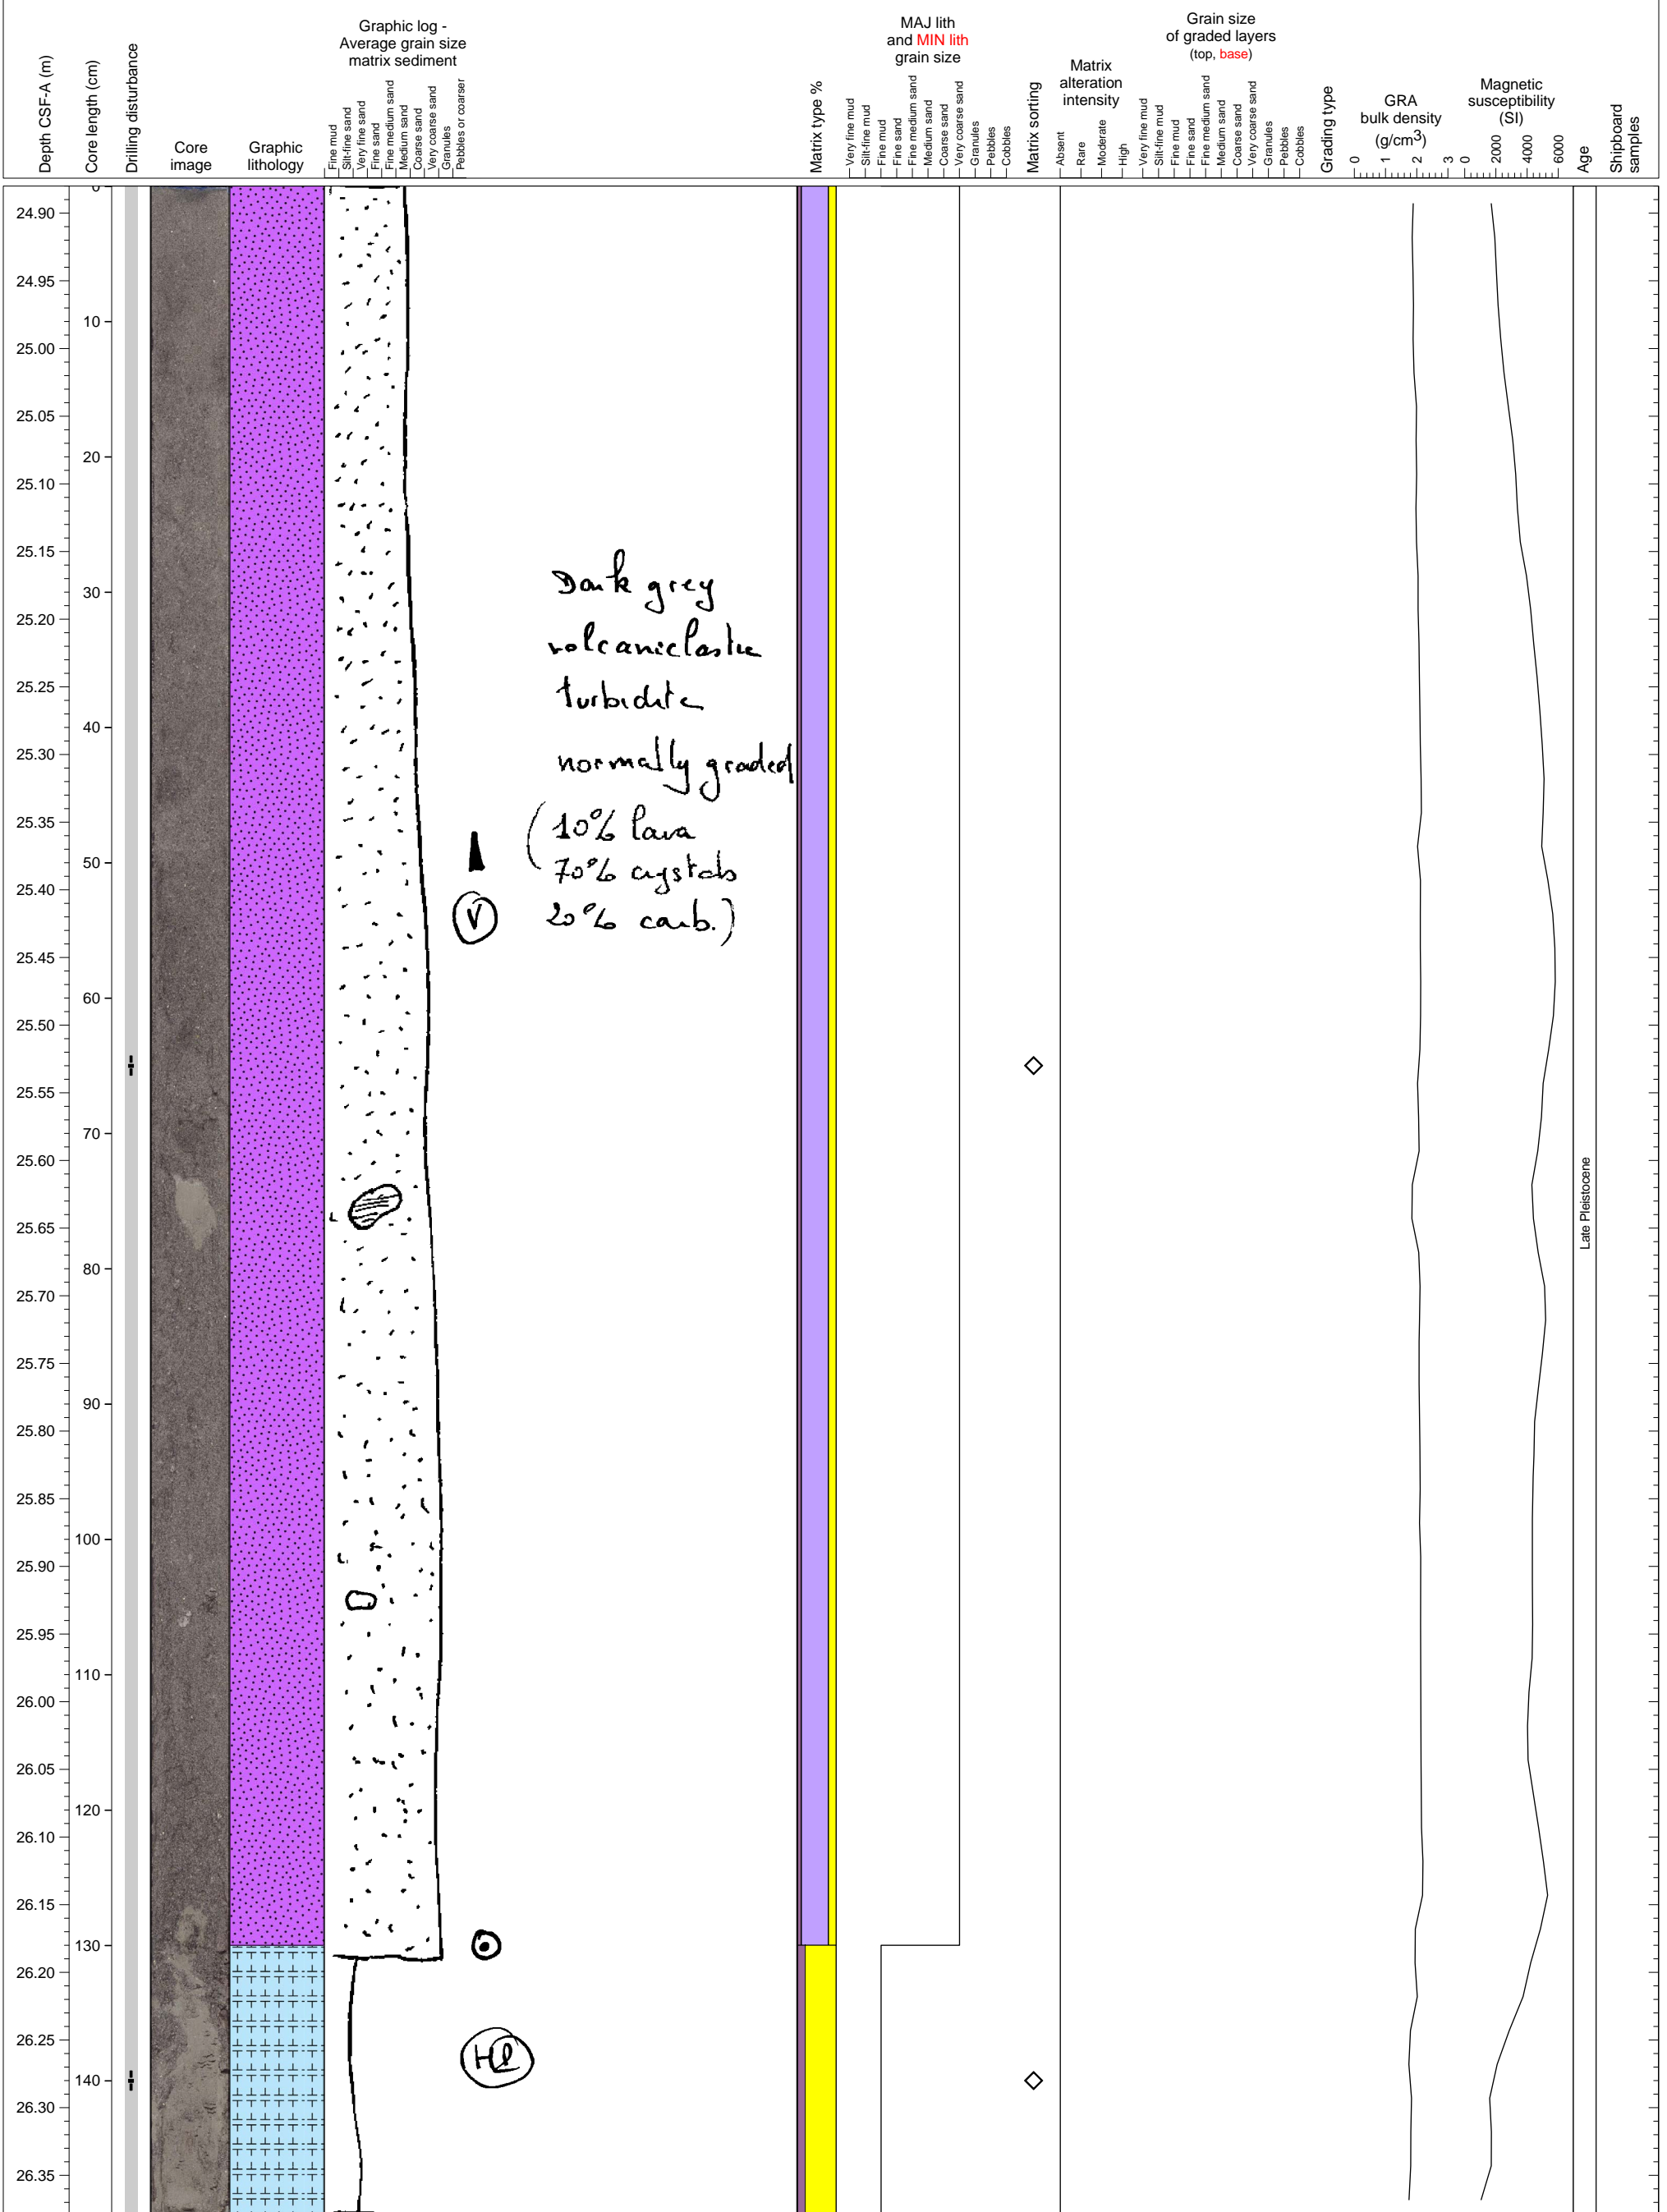 Depth CSF-A (m)
Core length (cm)
Drilling disturbance
Core
image
Graphic
lithology
Graphic log -
Average grain size
matrix sediment
Fine mud
Silt-fine sand
Very fine sand
Fine sand
Fine medium sand
Medium sand
Coarse sand
Very coarse sand
Granules
Pebbles or coarser
Matrix type %
MAJ lith
and MIN lith
grain size
Very fine mud
Silt-fine mud
Fine mud
Fine sand
Fine medium sand
Medium sand
Coarse sand
Very coarse sand
Granules
Pebbles
Cobbles
Matrix sorting
Matrix
alteration
intensity
Absent
Rare
Moderate
High
Grain size
of graded layers
(top, base)
Very fine mud
Silt-fine mud
Fine mud
Fine sand
Fine medium sand
Medium sand
Coarse sand
Very coarse sand
Granules
Pebbles
Cobbles
Grading type
GRA
bulk density
(g/cm3)
0 1 2 3
Magnetic
susceptibility
(SI)
0 2000 4000 6000
Age
Shipboard
samples
0
24.90
24.95
10
25.00
25.05
20
25.10
25.15
30
25.20
25.25
40
25.30
25.35
50
25.40
25.45
60
25.50
25.55
70
25.60
25.65
80
25.70
25.75
90
25.80
25.85
100
25.90
25.95
110
26.00
26.05
120
26.10
26.15
130
26.20
26.25
140
26.30
26.35
Dark grey
volcaniclastic
turbidite
normally graded
(10% lava
70% crystals
20% carb.)
V
Late Pleistocene